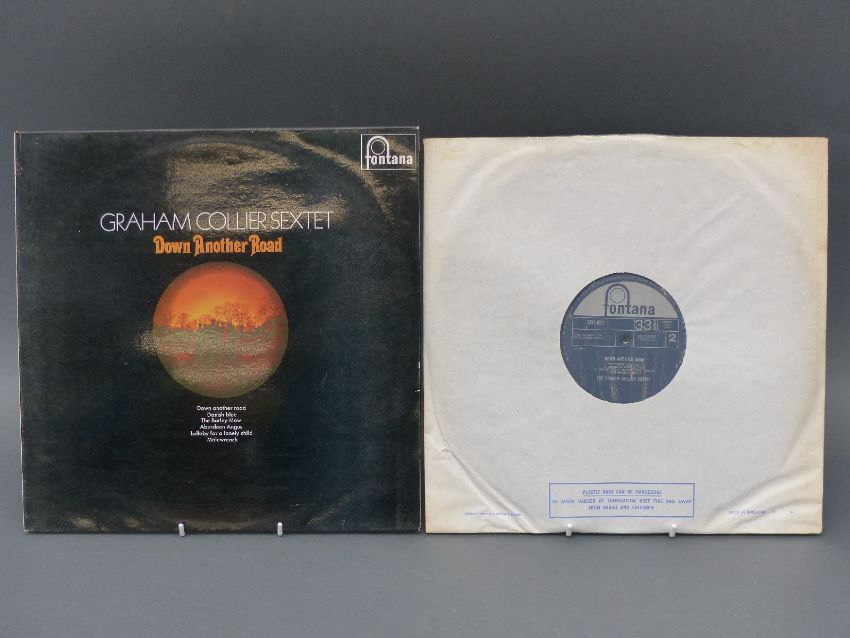 fontana
GRAHAM COLLIER SEXTET
Down Another Road
Down another road
Danish blue
The Barley Mow
Aberdeen Angus
Lullaby for a lonely child
Molewrench
fontana
STEREO
33
2
DOWN ANOTHER ROAD
THE GRAHAM COLLIER SEXTET
PLASTIC BAGS CAN BE DANGEROUS
TO AVOID DANGER OF SUFFOCATION KEEP THIS BAG AWAY
FROM BABIES AND CHILDREN
MADE IN ENGLAND